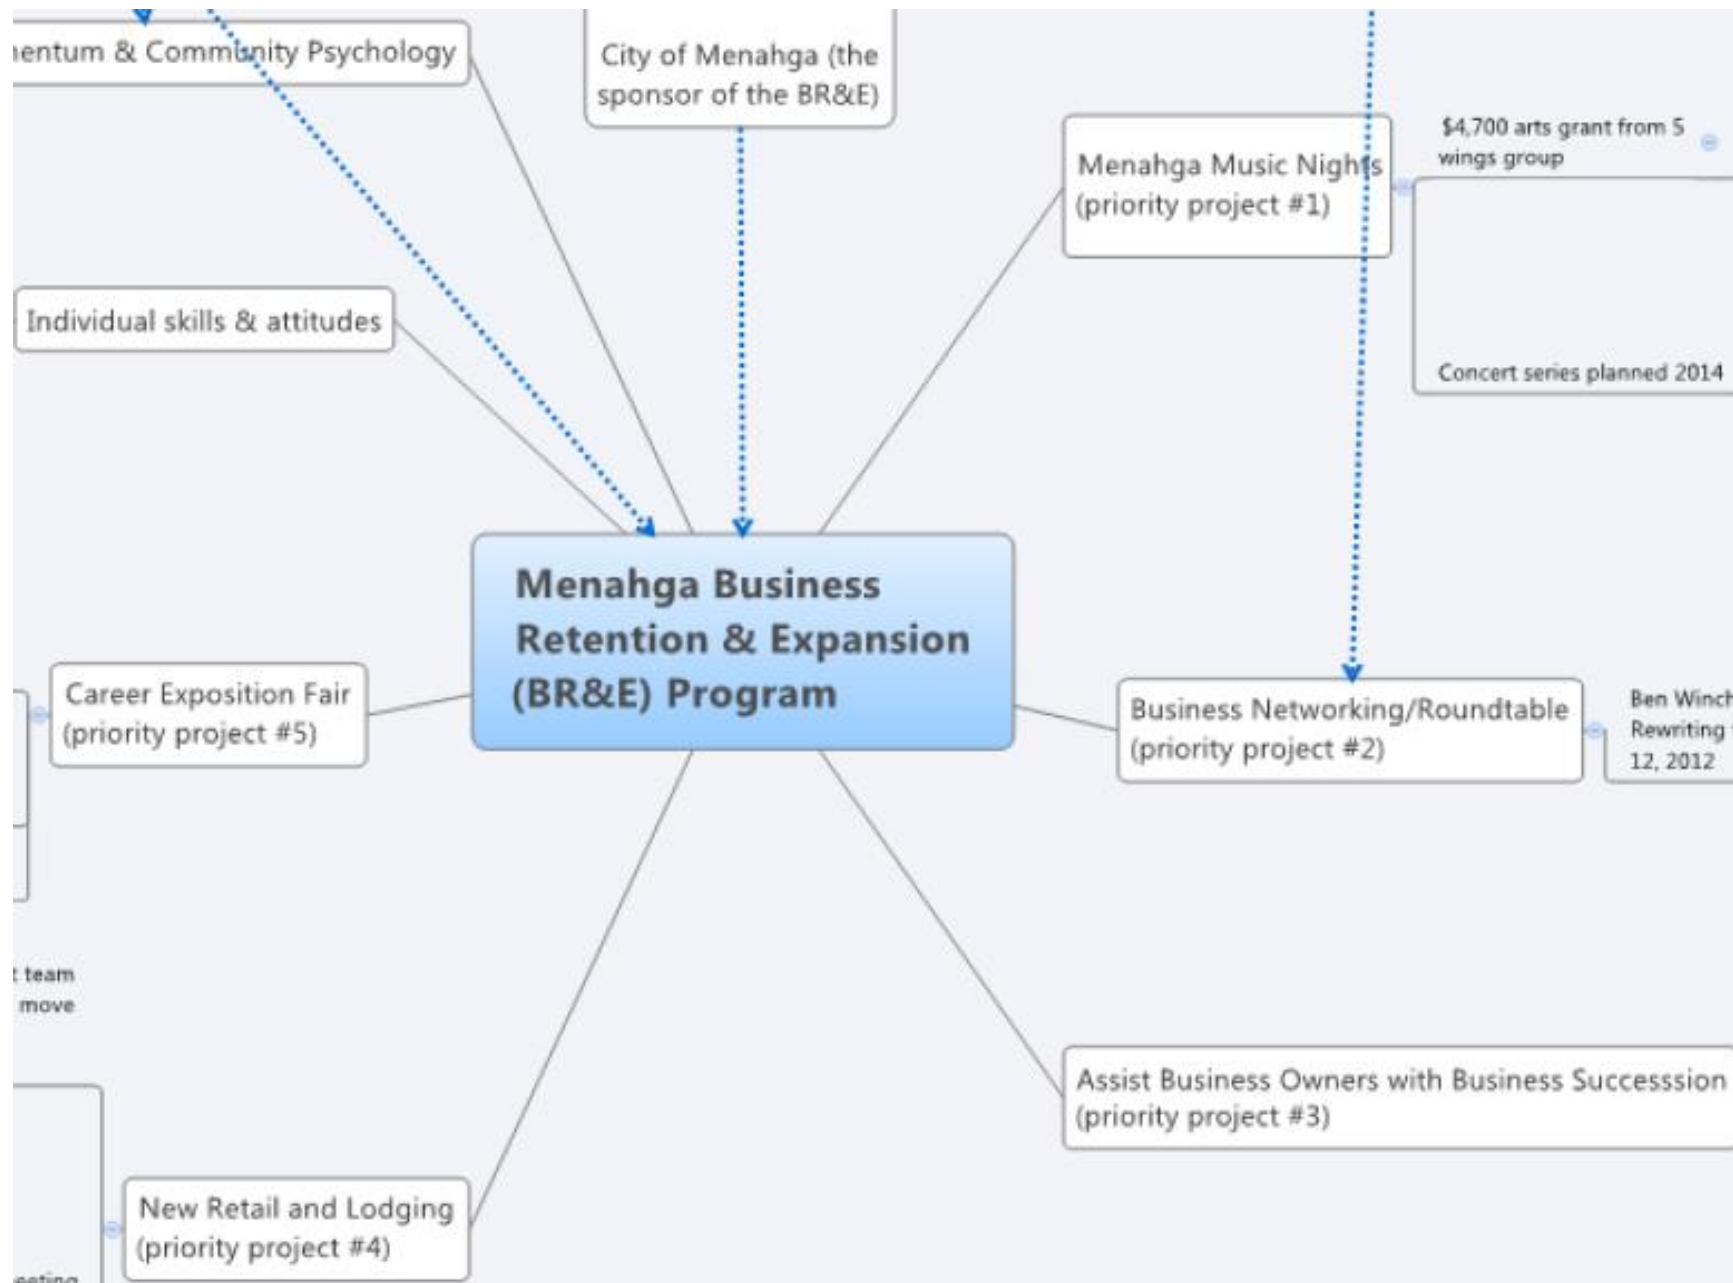 & Community Psychology
City of Menahga (the
sponsor of the BR&E)
Menahga Music Nights
(priority project #1)
$4,700 arts grant from 5
wings group
Concert series planned 2014
Individual skills & attitudes
Menahga Business
Retention & Expansion
(BR&E) Program
Career Exposition Fair
(priority project #5)
Business Networking/Roundtable
(priority project #2)
Ben
Rewriting
12, 2012
team
move
Assist Business Owners with Business Successsion
(priority project #3)
New Retail and Lodging
(priority project #4)